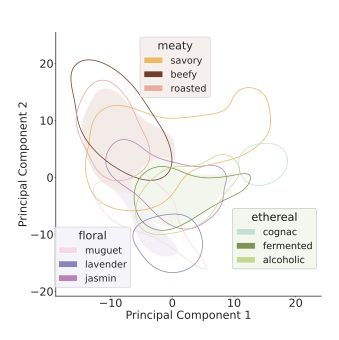 meaty
savory
beefy
roasted
20
10
0
−10
−20
Principal Component 2
floral
muguet
lavender
jasmin
ethereal
cognac
fermented
alcoholic
−10
0
10
20
Principal Component 1